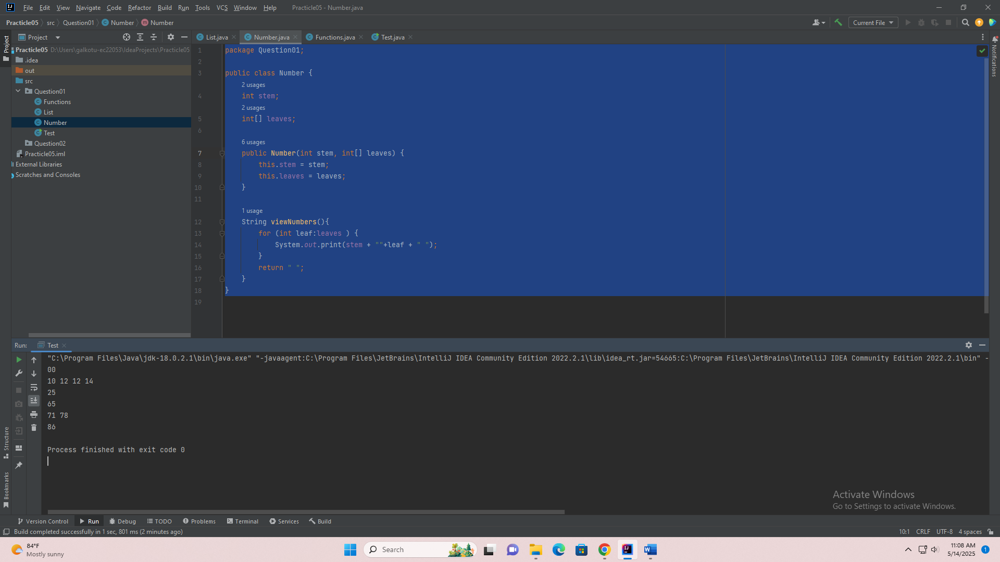 File Edit View Navigate Code Refactor Build Run Tools VCS Window Help Practicle05 - Number.java
Practicle05 src Question01 Number Number
Current File
Project
List.java Number.java Functions.java Test.java
Project
Practicle05 D:\Users\galkotu-ec22053\IdeaProjects\Practicle05
.idea
out
src
Question01
Functions
List
Number
Test
Question02
Practicle05.iml
External Libraries
Scratches and Consoles
1 package Question01;
2
3 public class Number {
2 usages
4 int stem;
2 usages
5 int[] leaves;
6
6 usages
7 public Number(int stem, int[] leaves) {
8 this.stem = stem;
9 this.leaves = leaves;
10 }
11
1 usage
12 String viewNumbers(){
13 for (int leaf:leaves ) {
14 System.out.print(stem + ""+leaf + " ");
15 }
16 return " ";
17 }
18 }
19
Notifications
Run: Test
"C:\Program Files\Java\jdk-18.0.2.1\bin\java.exe" "-javaagent:C:\Program Files\JetBrains\IntelliJ IDEA Community Edition 2022.2.1\lib\idea_rt.jar=54665:C:\Program Files\JetBrains\IntelliJ IDEA Community Edition 2022.2.1\bin" -
00
10 12 12 14
25
65
71 78
86
Process finished with exit code 0
Structure
Bookmarks
Activate Windows
Go to Settings to activate Windows.
Version Control Run Debug TODO Problems Terminal Services Build
Build completed successfully in 1 sec, 801 ms (2 minutes ago)
10:1 CRLF UTF-8 4 spaces
84°F
Mostly sunny
Search
11:08 AM
5/14/2025
1